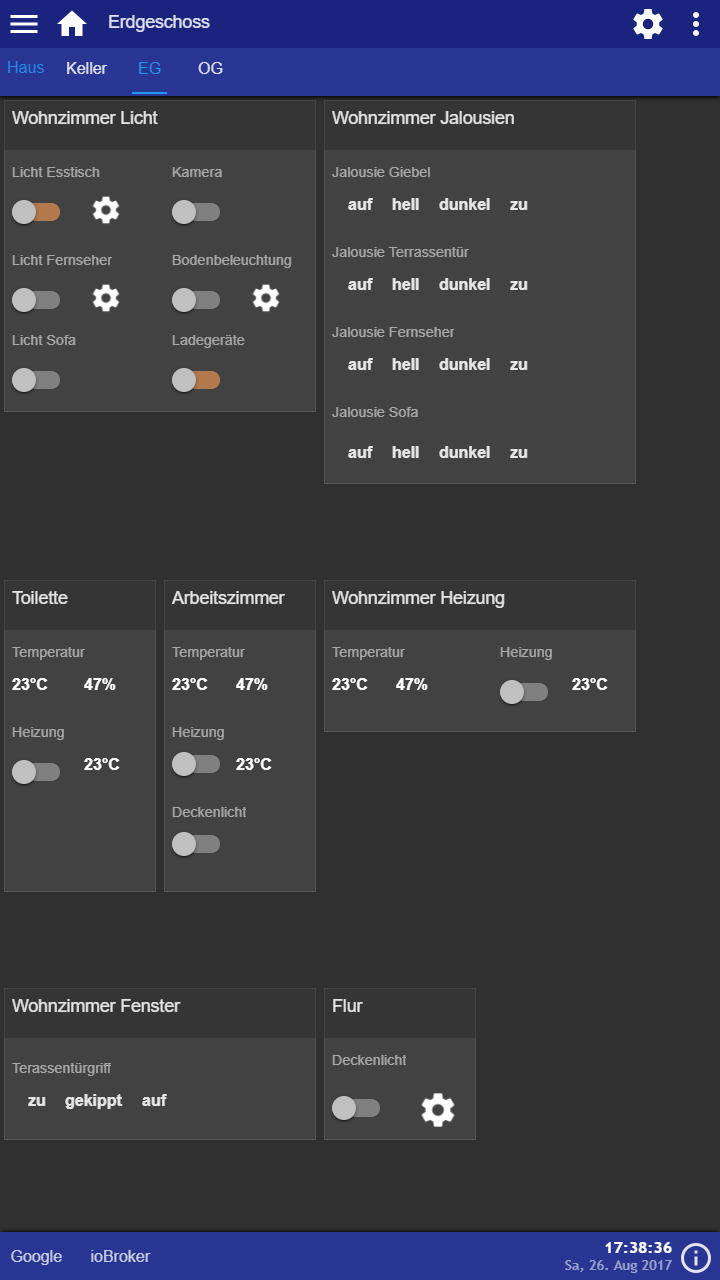 Erdgeschoss
Haus Keller EG OG
Wohnzimmer Licht
Licht Esstisch Kamera
Licht Fernseher Bodenbeleuchtung
Licht Sofa Ladegeräte
Wohnzimmer Jalousien
Jalousie Giebel
auf hell dunkel zu
Jalousie Terrassentür
auf hell dunkel zu
Jalousie Fernseher
auf hell dunkel zu
Jalousie Sofa
auf hell dunkel zu
Toilette
Temperatur
23°C 47%
Heizung
23°C
Arbeitszimmer
Temperatur
23°C 47%
Heizung
23°C
Deckenlicht
Wohnzimmer Heizung
Temperatur Heizung
23°C 47% 23°C
Wohnzimmer Fenster
Terassentürgriff
zu gekippt auf
Flur
Deckenlicht
Google ioBroker
17:38:36
Sa, 26. Aug 2017